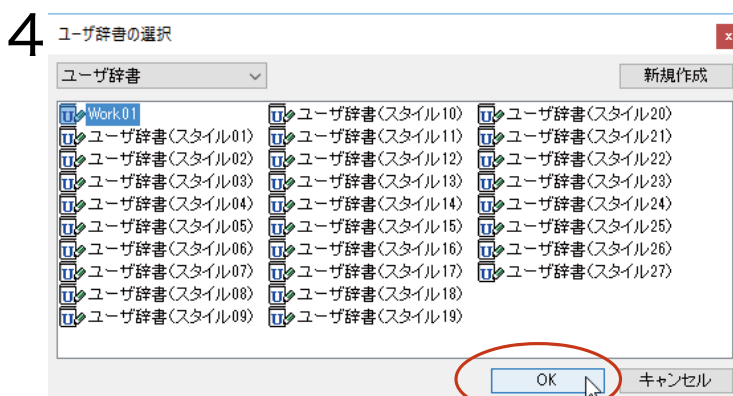 4
ユーザ辞書の選択
x
ユーザ辞書
新規作成
Work01
ユーザ辞書(スタイル01)
ユーザ辞書(スタイル02)
ユーザ辞書(スタイル03)
ユーザ辞書(スタイル04)
ユーザ辞書(スタイル05)
ユーザ辞書(スタイル06)
ユーザ辞書(スタイル07)
ユーザ辞書(スタイル08)
ユーザ辞書(スタイル09)
ユーザ辞書(スタイル10)
ユーザ辞書(スタイル11)
ユーザ辞書(スタイル12)
ユーザ辞書(スタイル13)
ユーザ辞書(スタイル14)
ユーザ辞書(スタイル15)
ユーザ辞書(スタイル16)
ユーザ辞書(スタイル17)
ユーザ辞書(スタイル18)
ユーザ辞書(スタイル19)
ユーザ辞書(スタイル20)
ユーザ辞書(スタイル21)
ユーザ辞書(スタイル22)
ユーザ辞書(スタイル23)
ユーザ辞書(スタイル24)
ユーザ辞書(スタイル25)
ユーザ辞書(スタイル26)
ユーザ辞書(スタイル27)
OK
キャンセル